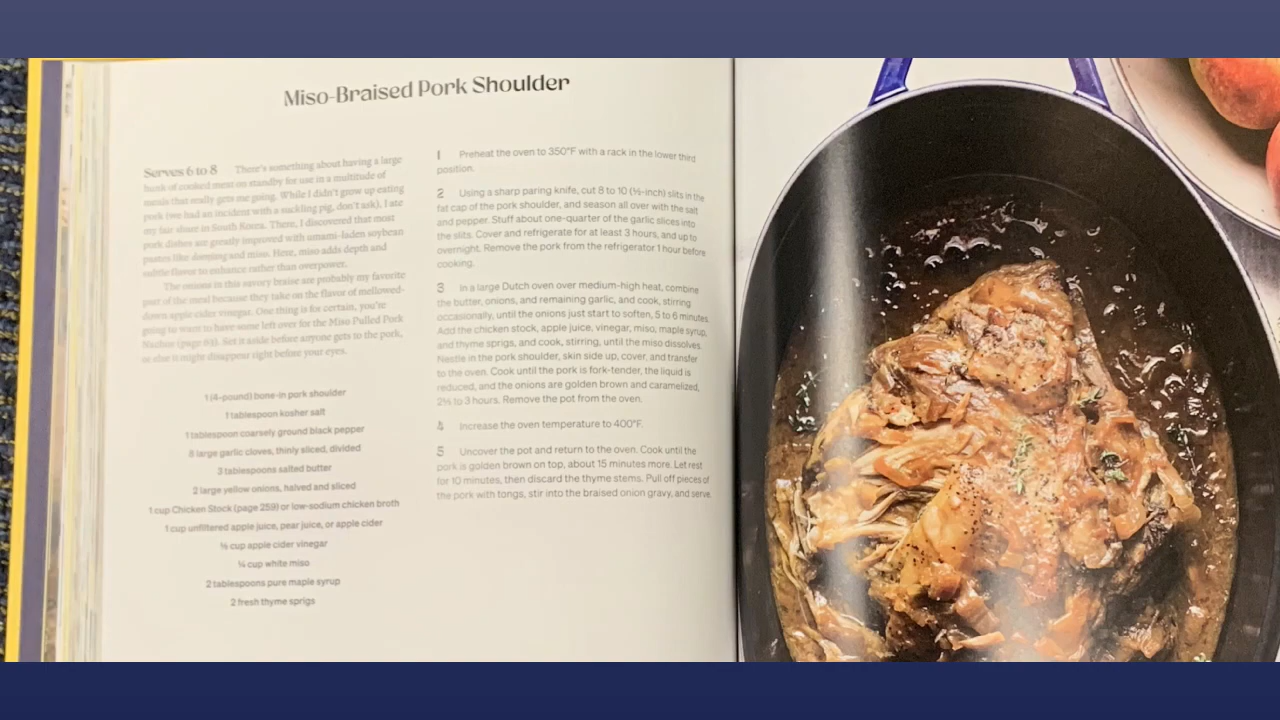 Miso-Braised Pork Shoulder
Serves 6 to 8 There's something about having a large
hunk of cooked meat on standby for use in a multitude of
meals that really gets me going. While I didn't grow up eating
pork (we had an incident with a suckling pig, don't ask), I ate
my fair share in South Korea. There, I discovered that most
pork dishes are greatly improved with umami-laden soybean
pastes like doenjang and miso. Here, miso adds depth and
subtle flavor to enhance rather than overpower.
The onions in this savory braise are probably my favorite
part of the meal because they take on the flavor of mellowed-
down apple cider vinegar. One thing is for certain, you're
going to want to have some left over for the Miso Pulled Pork
Nachos (page 63). Set it aside before anyone gets to the pork,
or else it might disappear right before your eyes.
1 (4-pound) bone-in pork shoulder
1 tablespoon kosher salt
1 tablespoon coarsely ground black pepper
8 large garlic cloves, thinly sliced, divided
3 tablespoons salted butter
2 large yellow onions, halved and sliced
1 cup Chicken Stock (page 259) or low-sodium chicken broth
1 cup unfiltered apple juice, pear juice, or apple cider
cup apple cider vinegar
¼ cup white miso
2 tablespoons pure maple syrup
2 fresh thyme sprigs
1 Preheat the oven to 350°F with a rack in the lower third
position.
2 Using a sharp paring knife, cut 8 to 10 (½-inch) slits in the
fat cap of the pork shoulder, and season all over with the salt
and pepper. Stuff about one-quarter of the garlic slices into
the slits. Cover and refrigerate for at least 3 hours, and up to
overnight. Remove the pork from the refrigerator 1 hour before
cooking.
3 In a large Dutch oven over medium-high heat, combine
the butter, onions, and remaining garlic, and cook, stirring
occasionally, until the onions just start to soften, 5 to 6 minutes.
Add the chicken stock, apple juice, vinegar, miso, maple syrup,
and thyme sprigs, and cook, stirring, until the miso dissolves.
Nestle in the pork shoulder, skin side up, cover, and transfer
to the oven. Cook until the pork is fork-tender, the liquid is
reduced, and the onions are golden brown and caramelized,
2½ to 3 hours. Remove the pot from the oven.
4 Increase the oven temperature to 400°F.
5 Uncover the pot and return to the oven. Cook until the
pork is golden brown on top, about 15 minutes more. Let rest
for 10 minutes, then discard the thyme stems. Pull off pieces of
the pork with tongs, stir into the braised onion gravy, and serve.